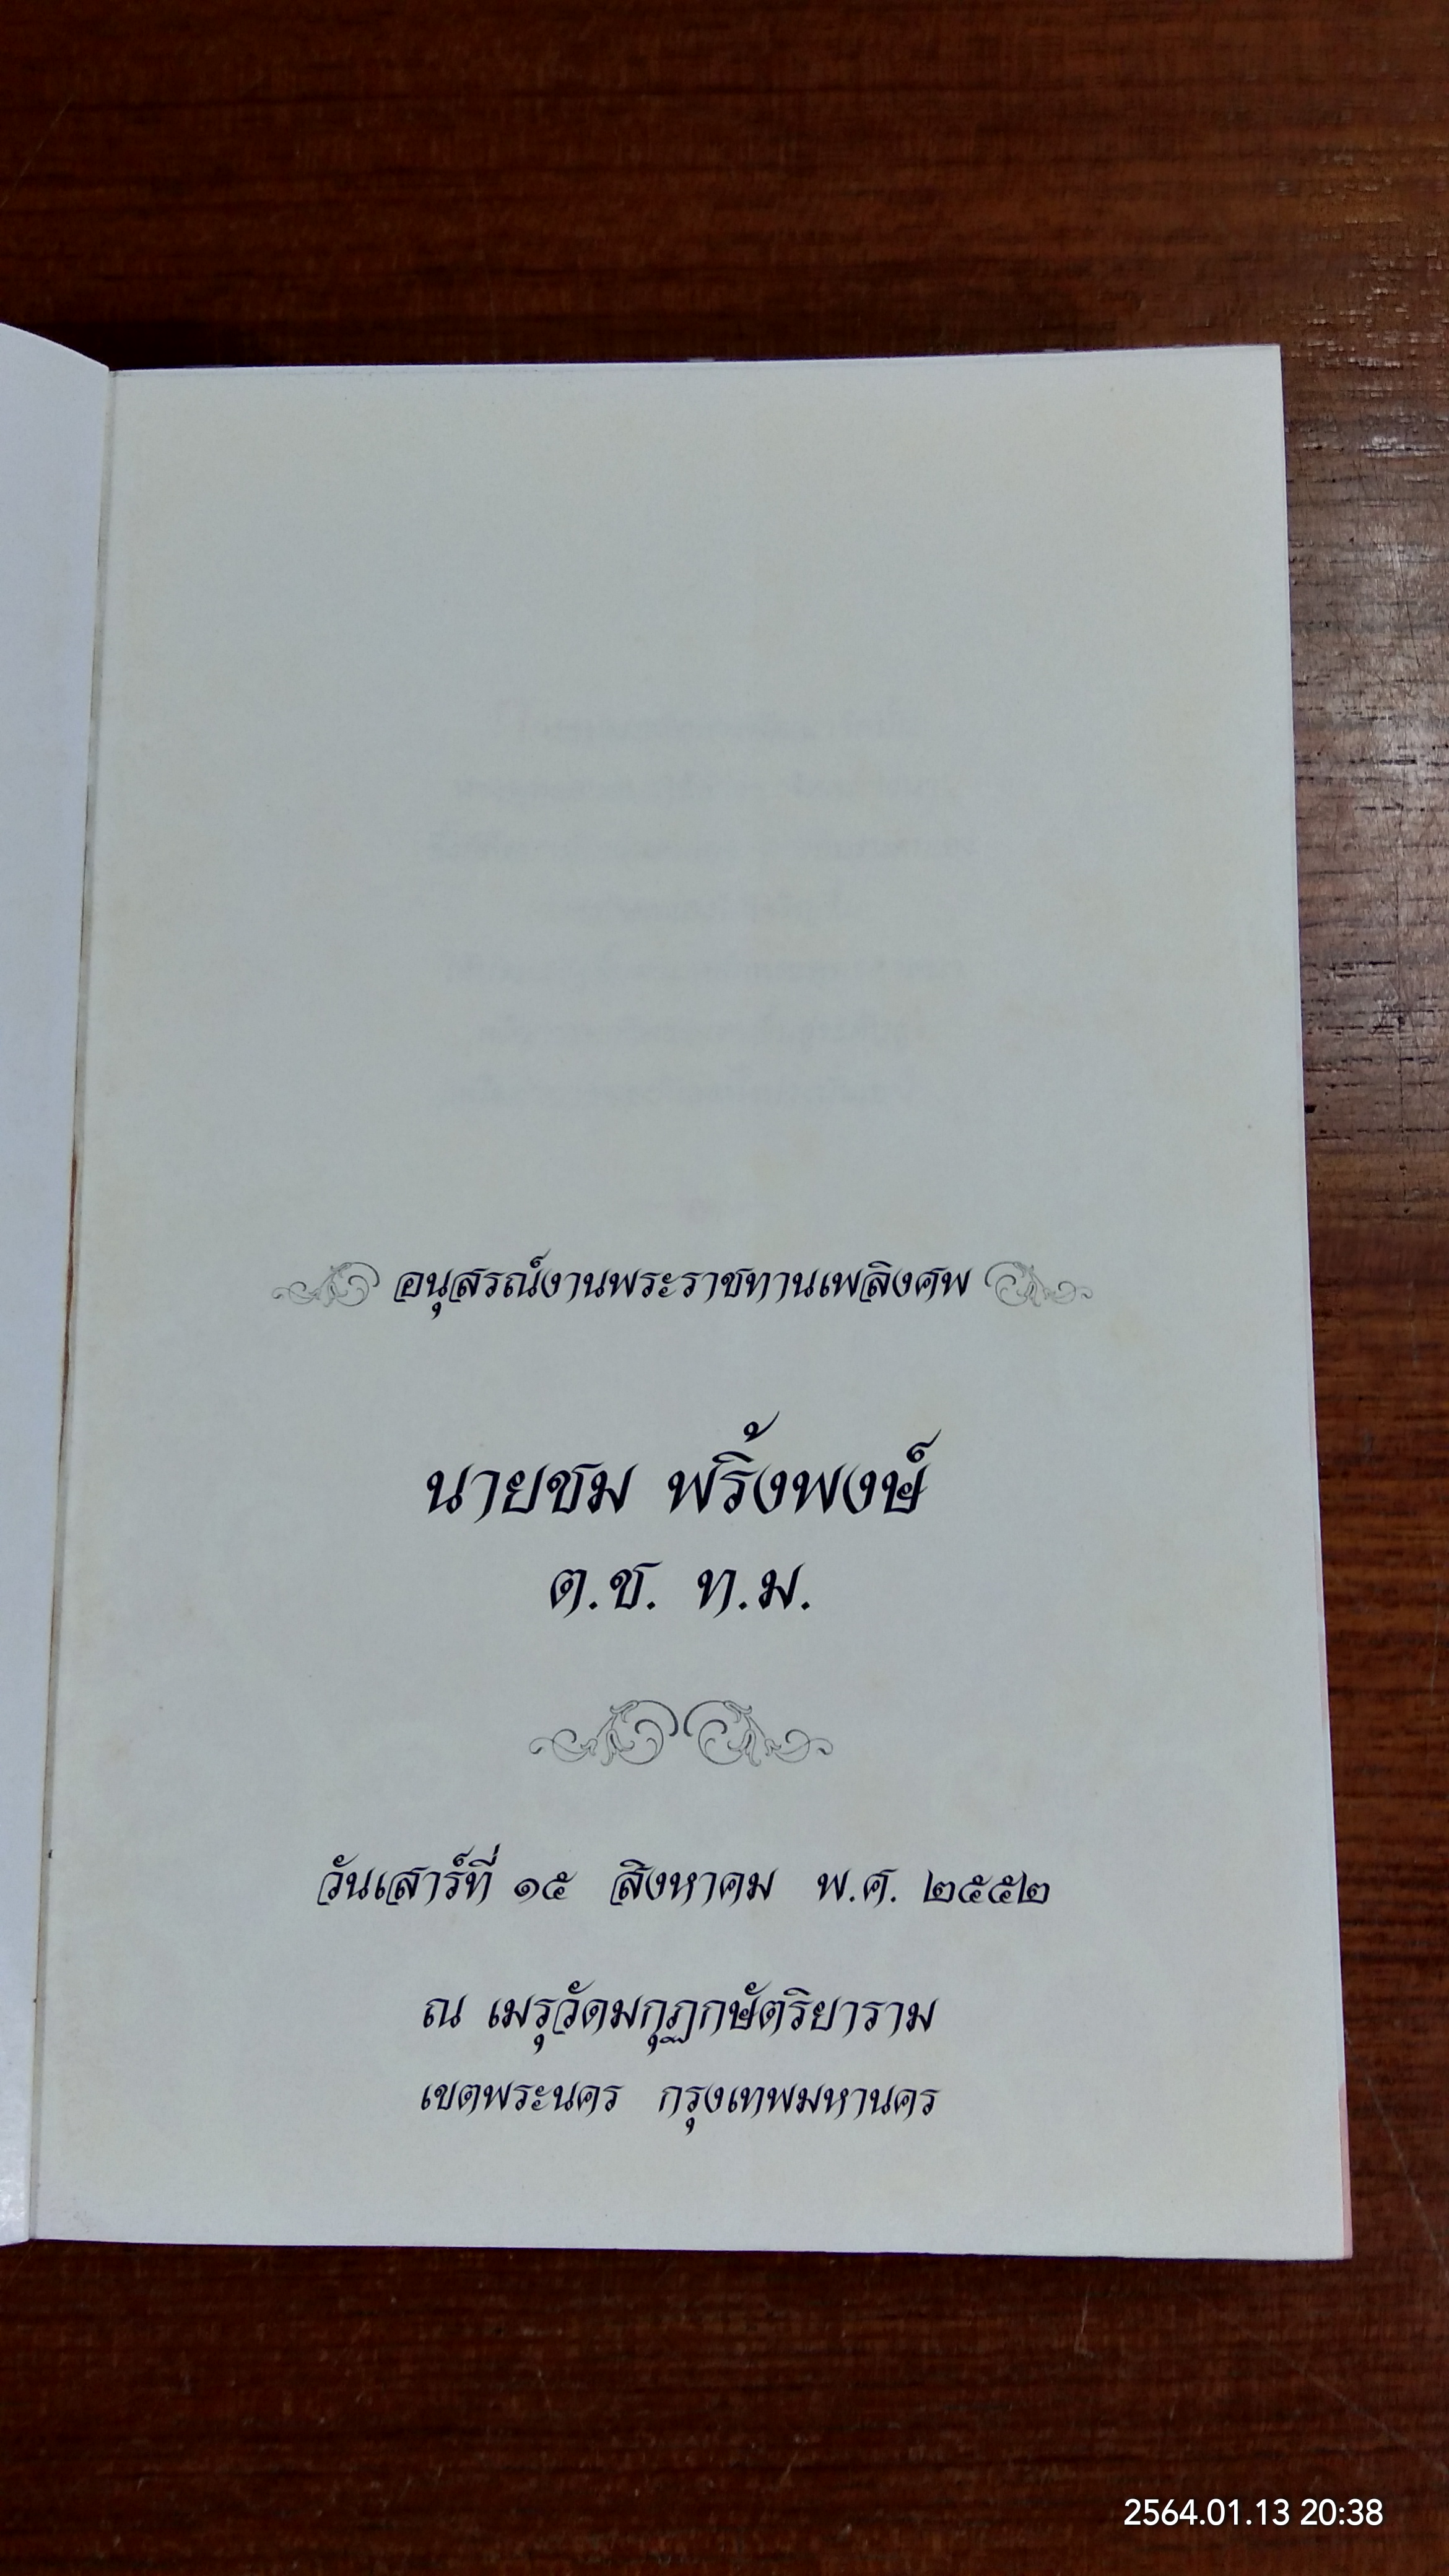 อนุสรณ์งานพระราชทานเพลิงศพ
นายชม พริ้งพงษ์
ต.ช. ท.ม.
วันเสาร์ที่ ๑๕ สิงหาคม พ.ศ. ๒๕๕๒
ณ เมรุวัดมกุฏกษัตริยาราม
เขตพระนคร กรุงเทพมหานคร
2564.01.13 20:38